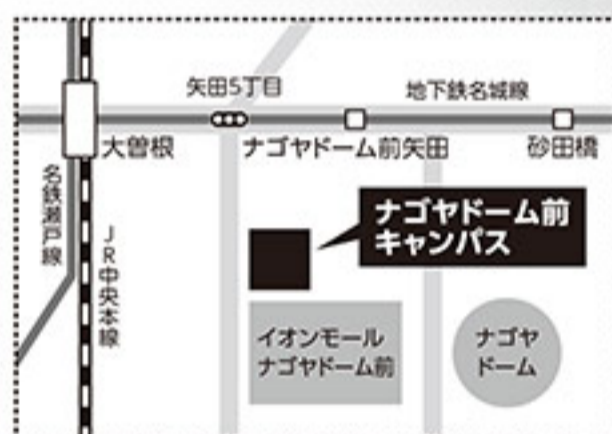 矢田5丁目
地下鉄名城線
大曽根
ナゴヤドーム前矢田
砂田橋
名鉄瀬戸線
JR中央本線
ナゴヤドーム前
キャンパス
イオンモール
ナゴヤドーム前
ナゴヤ
ドーム